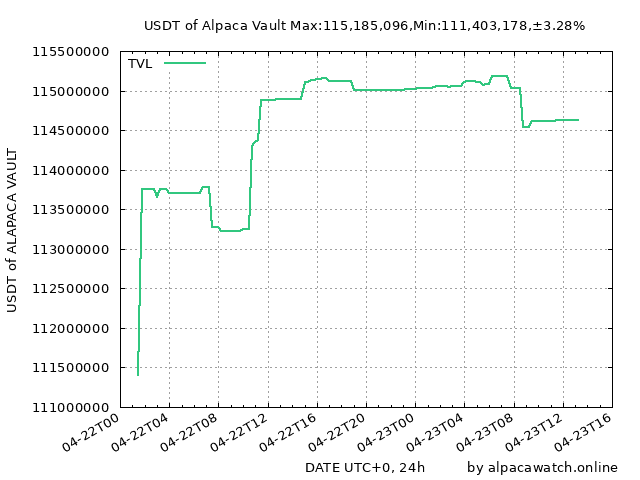 USDT of Alpaca Vault Max:115,185,096,Min:111,403,178,±3.28%
TVL
USDT of ALAPACA VAULT
115500000
115000000
114500000
114000000
113500000
113000000
112500000
112000000
111500000
111000000
04-22T00
04-22T04
04-22T08
04-22T12
04-22T16
04-22T20
04-23T00
04-23T04
04-23T08
04-23T12
04-23T16
DATE UTC+0, 24h
by alpacawatch.online